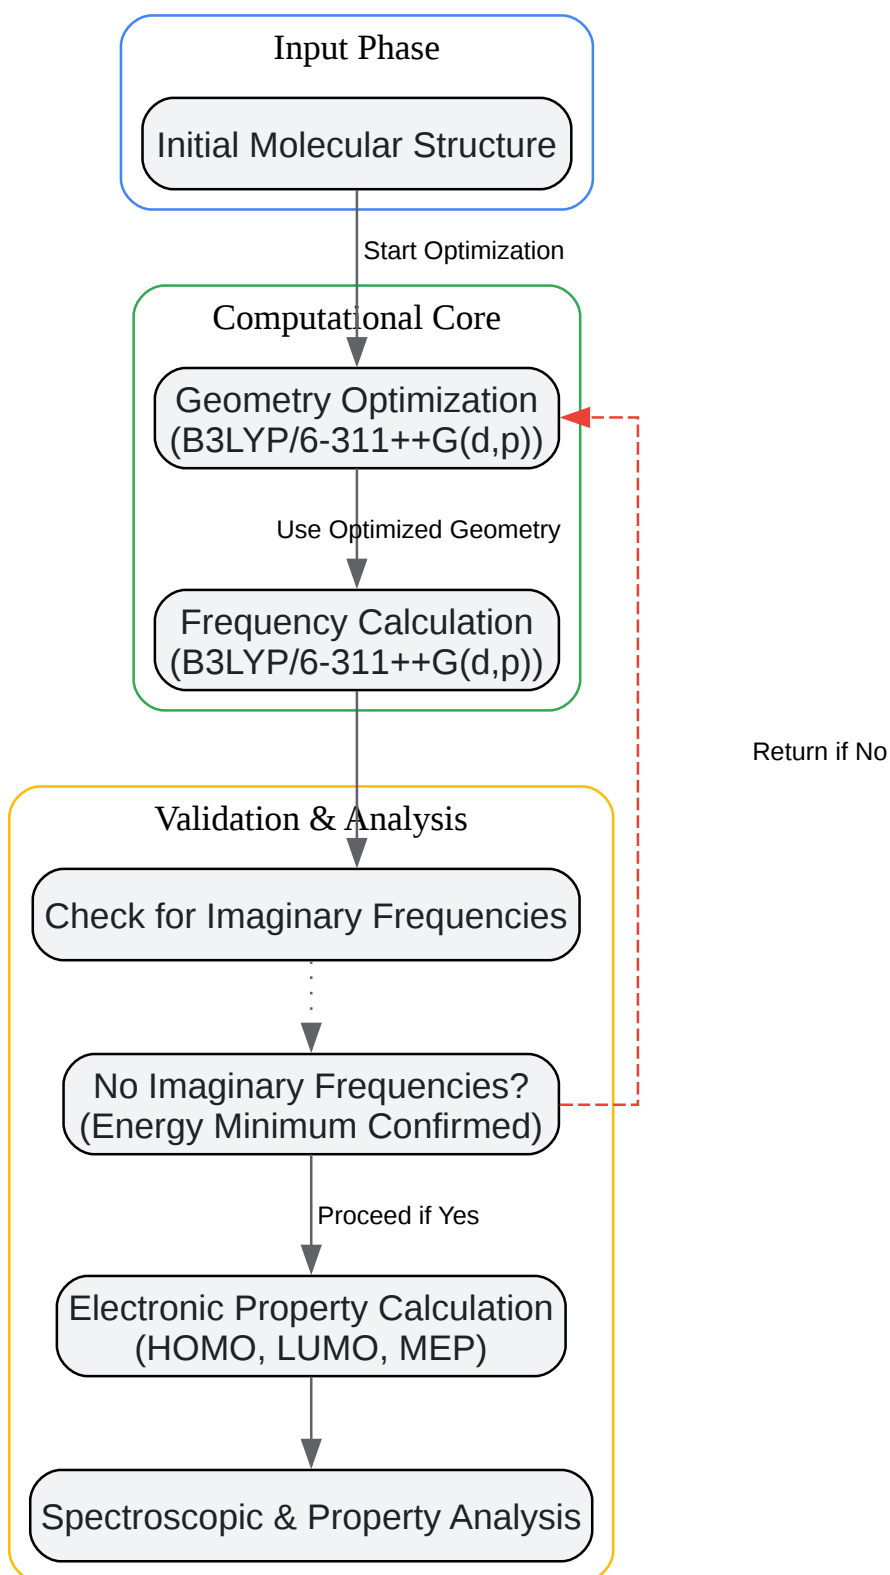 Input Phase
Initial Molecular Structure
Start Optimization
Computational Core
Geometry Optimization
(B3LYP/6-311++G(d,p))
Use Optimized Geometry
Frequency Calculation
(B3LYP/6-311++G(d,p))
Return if No
Validation & Analysis
Check for Imaginary Frequencies
No Imaginary Frequencies?
(Energy Minimum Confirmed)
Proceed if Yes
Electronic Property Calculation
(HOMO, LUMO, MEP)
Spectroscopic & Property Analysis